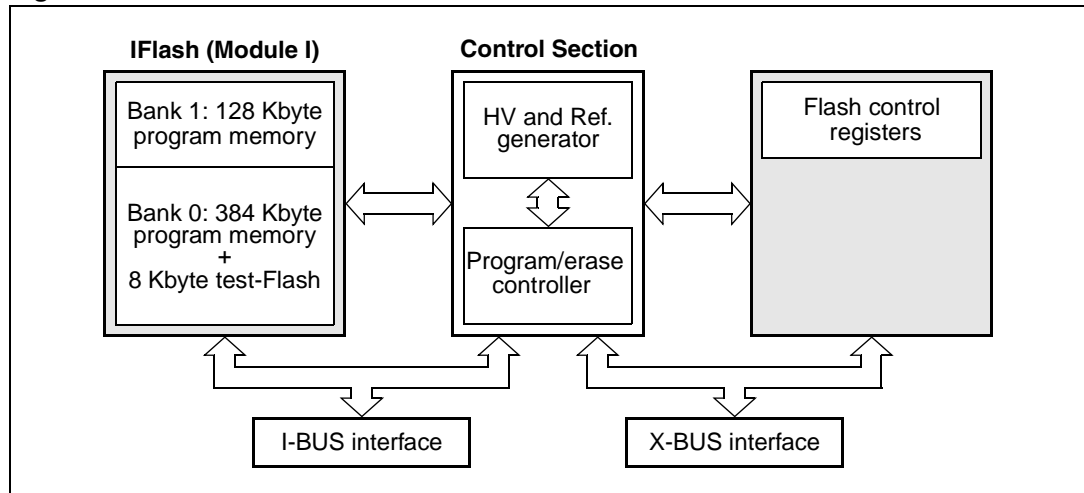 IFlash (Module I)
Bank 1: 128 Kbyte
program memory
Bank 0: 384 Kbyte
program memory
+
8 Kbyte test-Flash
Control Section
HV and Ref.
generator
Program/erase
controller
Flash control
registers
I-BUS interface
X-BUS interface